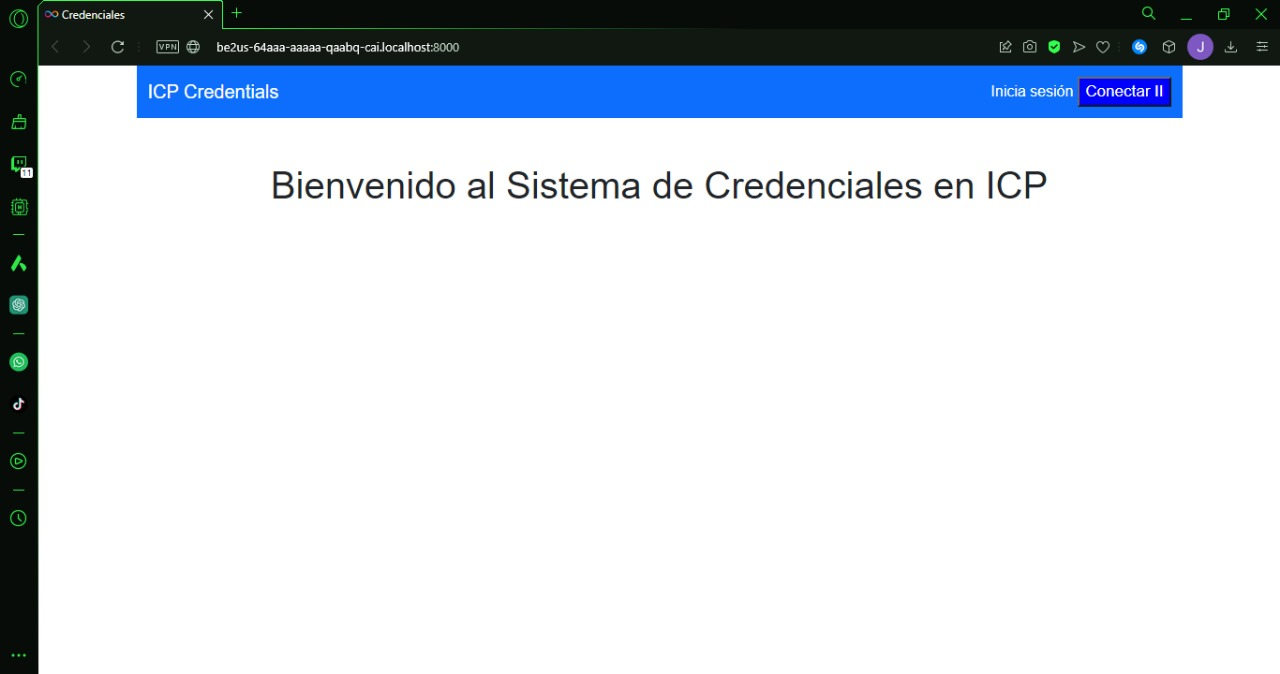 Credenciales
VPN
be2us-64aaa-aaaaa-qaabq-cai.localhost:8000
J
11
ICP Credentials
Inicia sesión
Conectar II
Bienvenido al Sistema de Credenciales en ICP